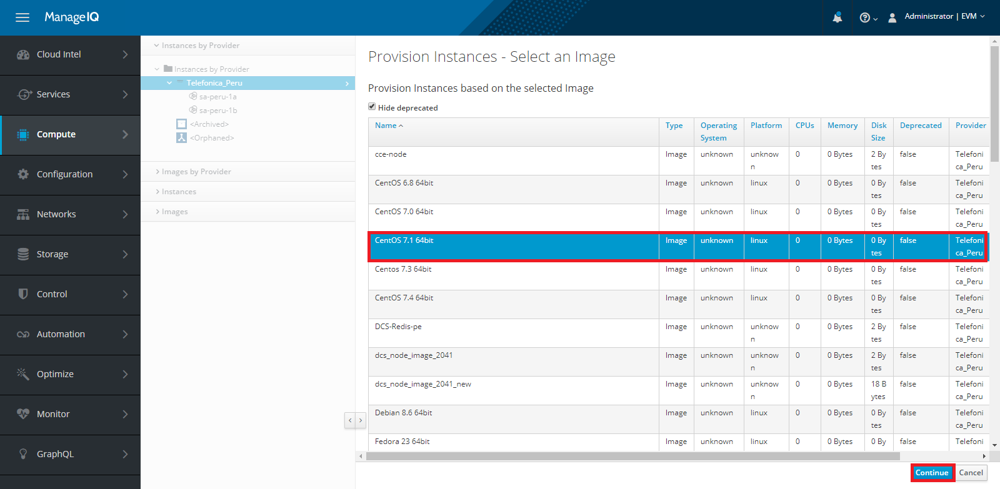 ManageIQ
Administrator | EVM
Cloud Intel
Services
Compute
Configuration
Networks
Storage
Control
Automation
Optimize
Monitor
GraphQL
Instances by Provider
Instances by Provider
Telefonica_Peru
sa-peru-1a
sa-peru-1b
<Archived>
<Orphaned>
Images by Provider
Instances
Images
Provision Instances - Select an Image
Provision Instances based on the selected Image
Hide deprecated
Name Type Operating Platform CPUs Memory Disk Deprecated Provider
System Size
cce-node Image unknown unknow 0 0 Bytes 2 By false Telefoni
n tes ca_Peru
CentOS 6.8 64bit Image unknown linux 0 0 Bytes 0 By false Telefoni
tes ca_Peru
CentOS 7.0 64bit Image unknown linux 0 0 Bytes 0 By false Telefoni
tes ca_Peru
CentOS 7.1 64bit Image unknown linux 0 0 Bytes 0 By false Telefoni
tes ca_Peru
Centos 7.3 64bit Image unknown linux 0 0 Bytes 0 By false Telefoni
tes ca_Peru
CentOS 7.4 64bit Image unknown linux 0 0 Bytes 0 By false Telefoni
tes ca_Peru
DCS-Redis-pe Image unknown unknow 0 0 Bytes 2 By false Telefoni
n tes ca_Peru
dcs_node_image_2041 Image unknown unknow 0 0 Bytes 2 By false Telefoni
n tes ca_Peru
dcs_node_image_2041_new Image unknown unknow 0 0 Bytes 18 B false Telefoni
n ytes ca_Peru
Debian 8.6 64bit Image unknown linux 0 0 Bytes 0 By false Telefoni
tes ca_Peru
Fedora 23 64bit Image unknown linux 0 0 Bytes 0 By false Telefoni
Continue Cancel